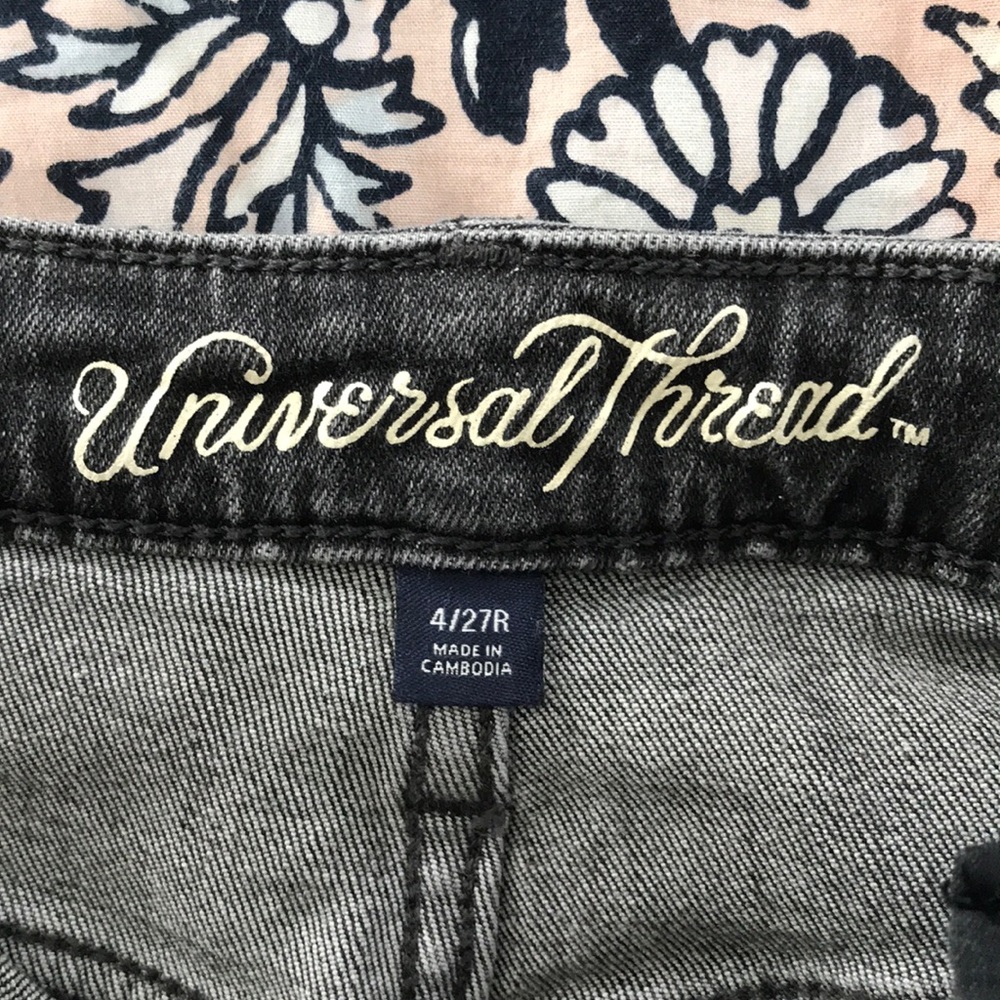 Universal Thread™
4/27R
MADE IN
CAMBODIA